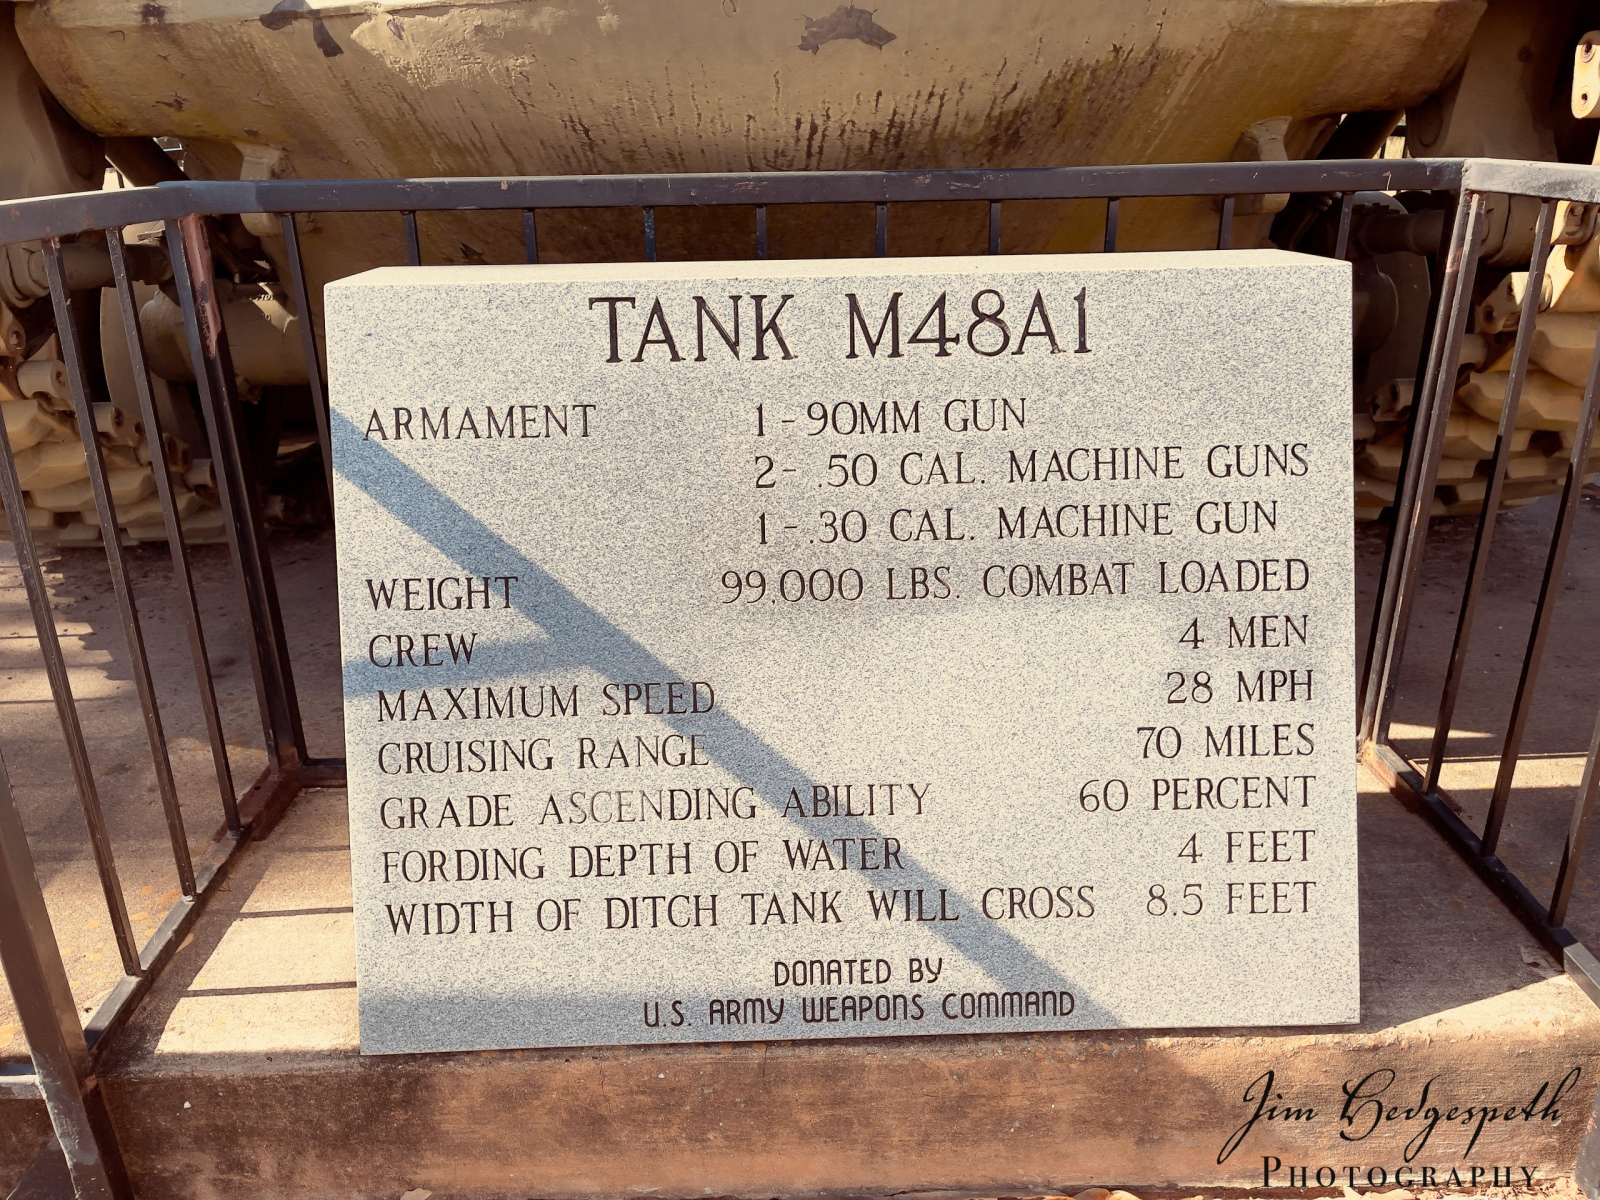 TANK M48A1
ARMAMENT 1 - 90MM GUN
2 - .50 CAL. MACHINE GUNS
1 - .30 CAL. MACHINE GUN
WEIGHT 99,000 LBS. COMBAT LOADED
CREW 4 MEN
MAXIMUM SPEED 28 MPH
CRUISING RANGE 70 MILES
GRADE ASCENDING ABILITY 60 PERCENT
FORDING DEPTH OF WATER 4 FEET
WIDTH OF DITCH TANK WILL CROSS 8.5 FEET
DONATED BY
U.S. ARMY WEAPONS COMMAND
Jim Hedgespeth
PHOTOGRAPHY